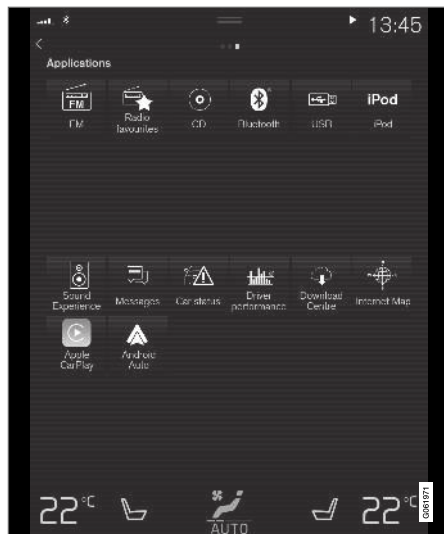 13:45
Applications
FM
FM
Radio
favourites
CD
Bluetooth
USB
iPod
iPod
Sound
Experience
Messages
Car status
Driver
performance
Download
Centre
Internet Map
Apple
CarPlay
Android
Auto
22°C
AUTO
22°C
G061971